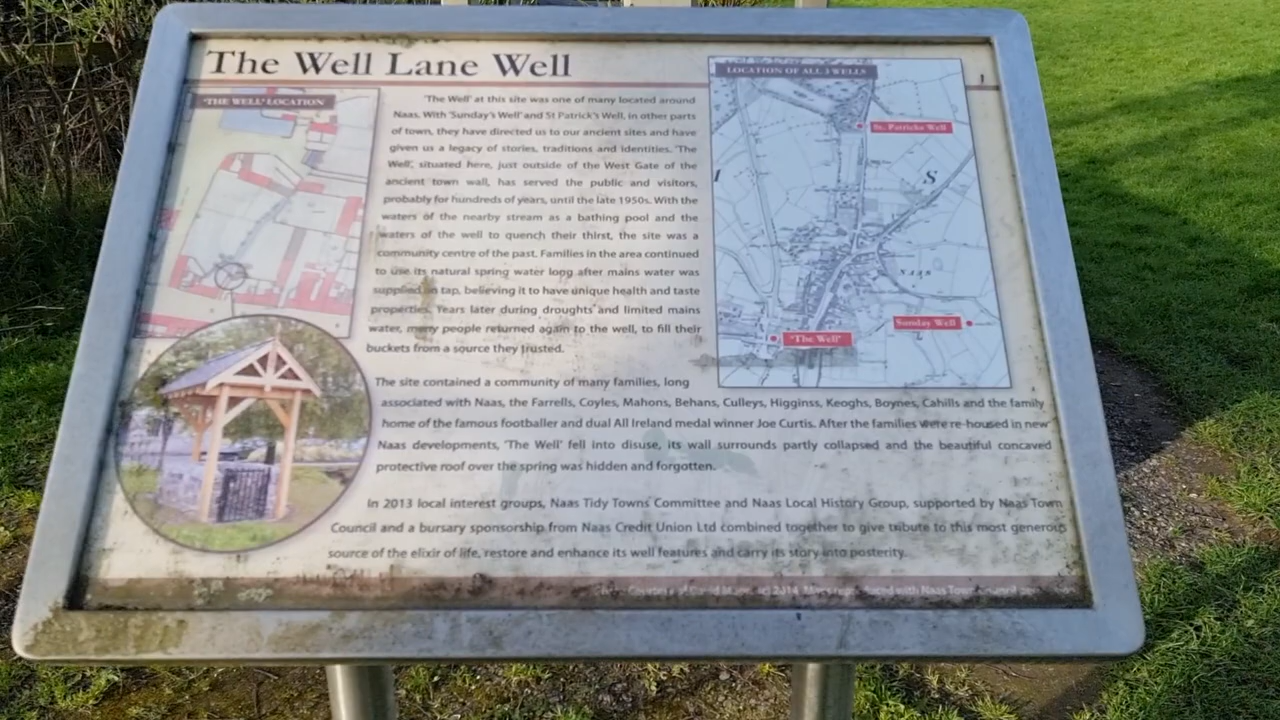 The Well Lane Well
'THE WELL' LOCATION
'The Well' at this site was one of many located around
Naas. With 'Sunday's Well' and St Patrick's Well, in other parts
of town, they have directed us to our ancient sites and have
given us a legacy of stories, traditions and identities. 'The
Well', situated here, just outside of the West Gate of the
ancient town wall, has served the public and visitors,
probably for hundreds of years, until the late 1950s. With the
waters of the nearby stream as a bathing pool and the
waters of the well to quench their thirst, the site was a
community centre of the past. Families in the area continued
to use its natural spring water long after mains water was
supplied on tap, believing it to have unique health and taste
properties. Years later during droughts and limited mains
water, many people returned again to the well, to fill their
buckets from a source they trusted.
The site contained a community of many families, long
associated with Naas, the Farrells, Coyles, Mahons, Behans, Culleys, Higginss, Keoghs, Boynes, Cahills and the family
home of the famous footballer and dual All Ireland medal winner Joe Curtis. After the families were re-housed in new
Naas developments, 'The Well' fell into disuse, its wall surrounds partly collapsed and the beautiful concaved
protective roof over the spring was hidden and forgotten.
In 2013 local interest groups, Naas Tidy Towns Committee and Naas Local History Group, supported by Naas Town
Council and a bursary sponsorship from Naas Credit Union Ltd combined together to give tribute to this most generous
source of the elixir of life, restore and enhance its well features and carry its story into posterity.
LOCATION OF ALL 3 WELLS
St. Patricks Well
S
NAAS
Sunday Well
'The Well'
2014